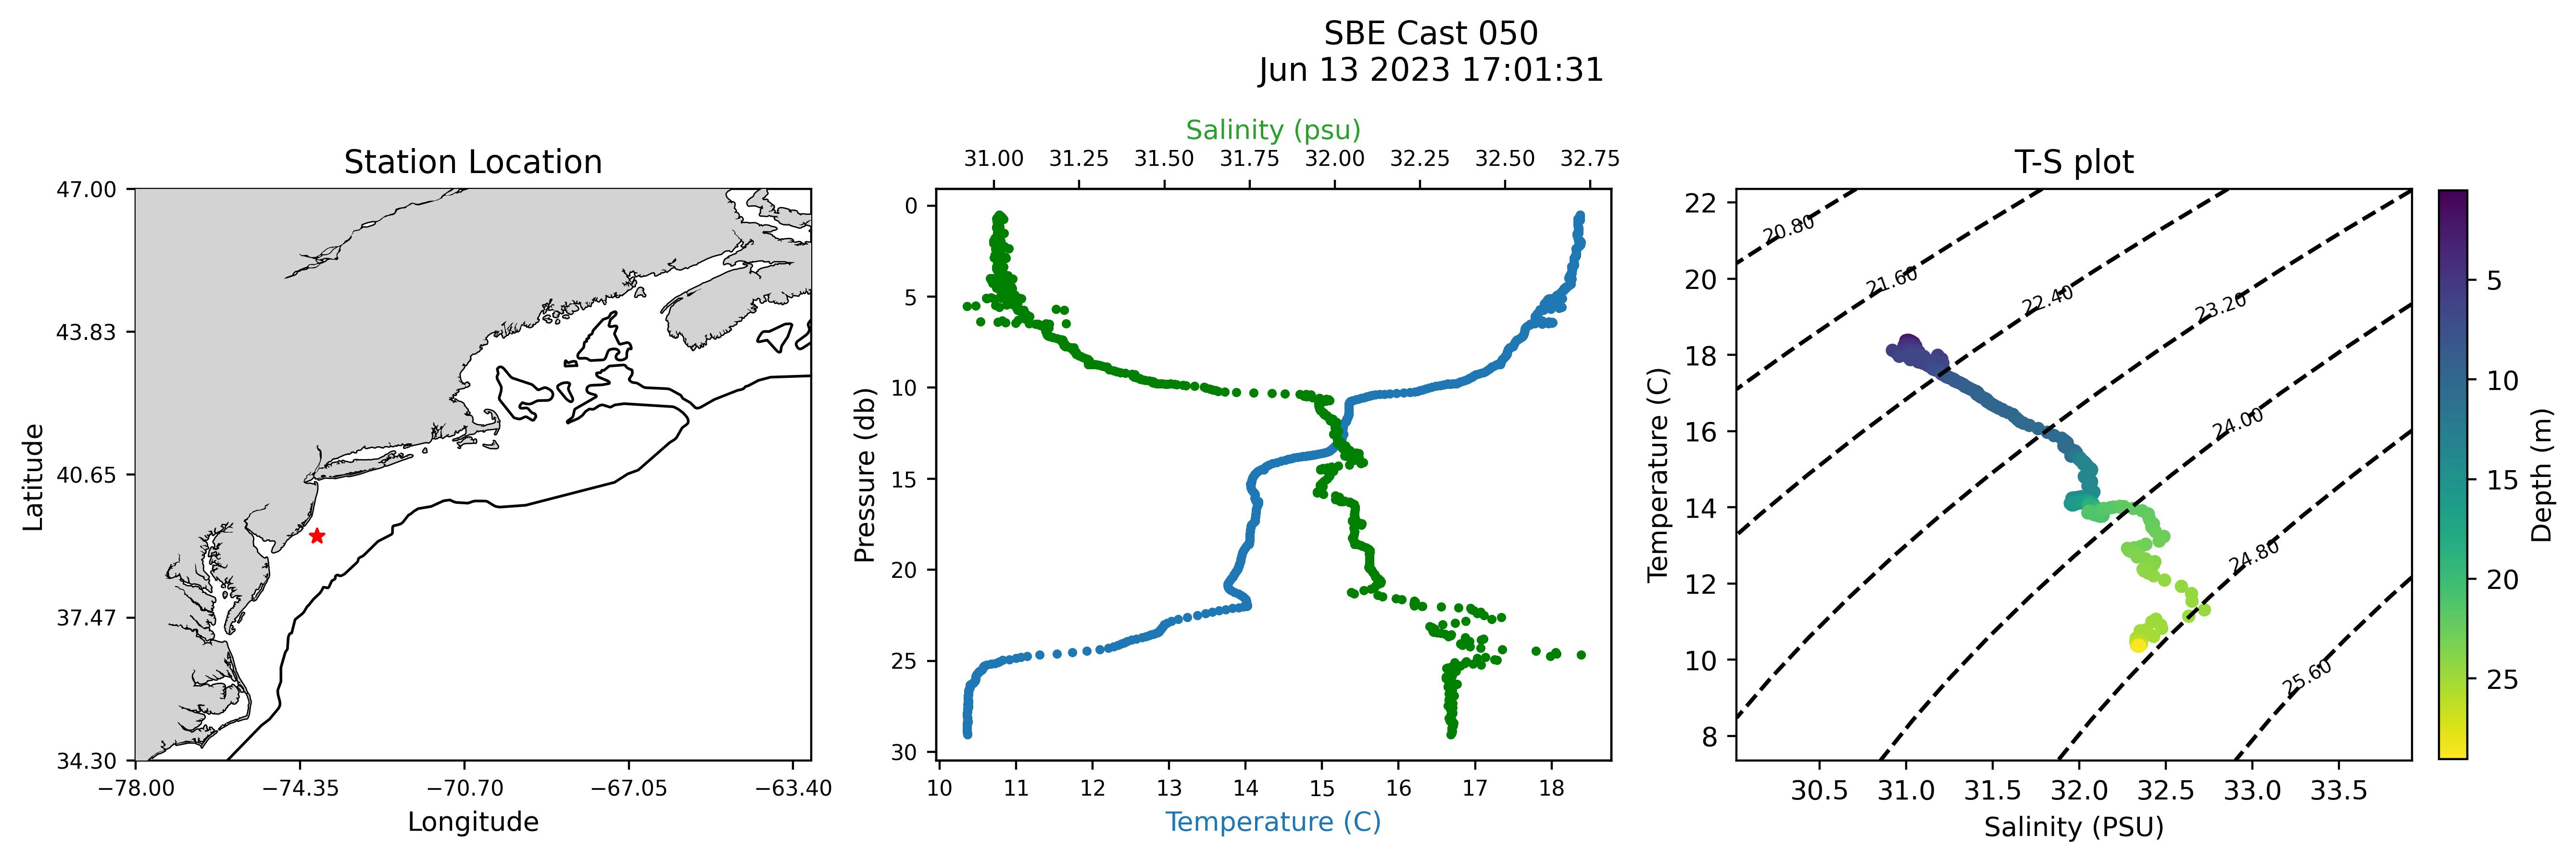 SBE Cast 050
Jun 13 2023 17:01:31
Station Location
47.00
43.83
40.65
37.47
34.30
Latitude
−78.00 −74.35 −70.70 −67.05 −63.40
Longitude
Salinity (psu)
31.00 31.25 31.50 31.75 32.00 32.25 32.50 32.75
0
5
10
15
20
25
30
Pressure (db)
10 11 12 13 14 15 16 17 18
Temperature (C)
T-S plot
22
20
18
16
14
12
10
8
Temperature (C)
20.80
21.60
22.40
23.20
24.00
24.80
25.60
30.5 31.0 31.5 32.0 32.5 33.0 33.5
Salinity (PSU)
5
10
15
20
25
Depth (m)